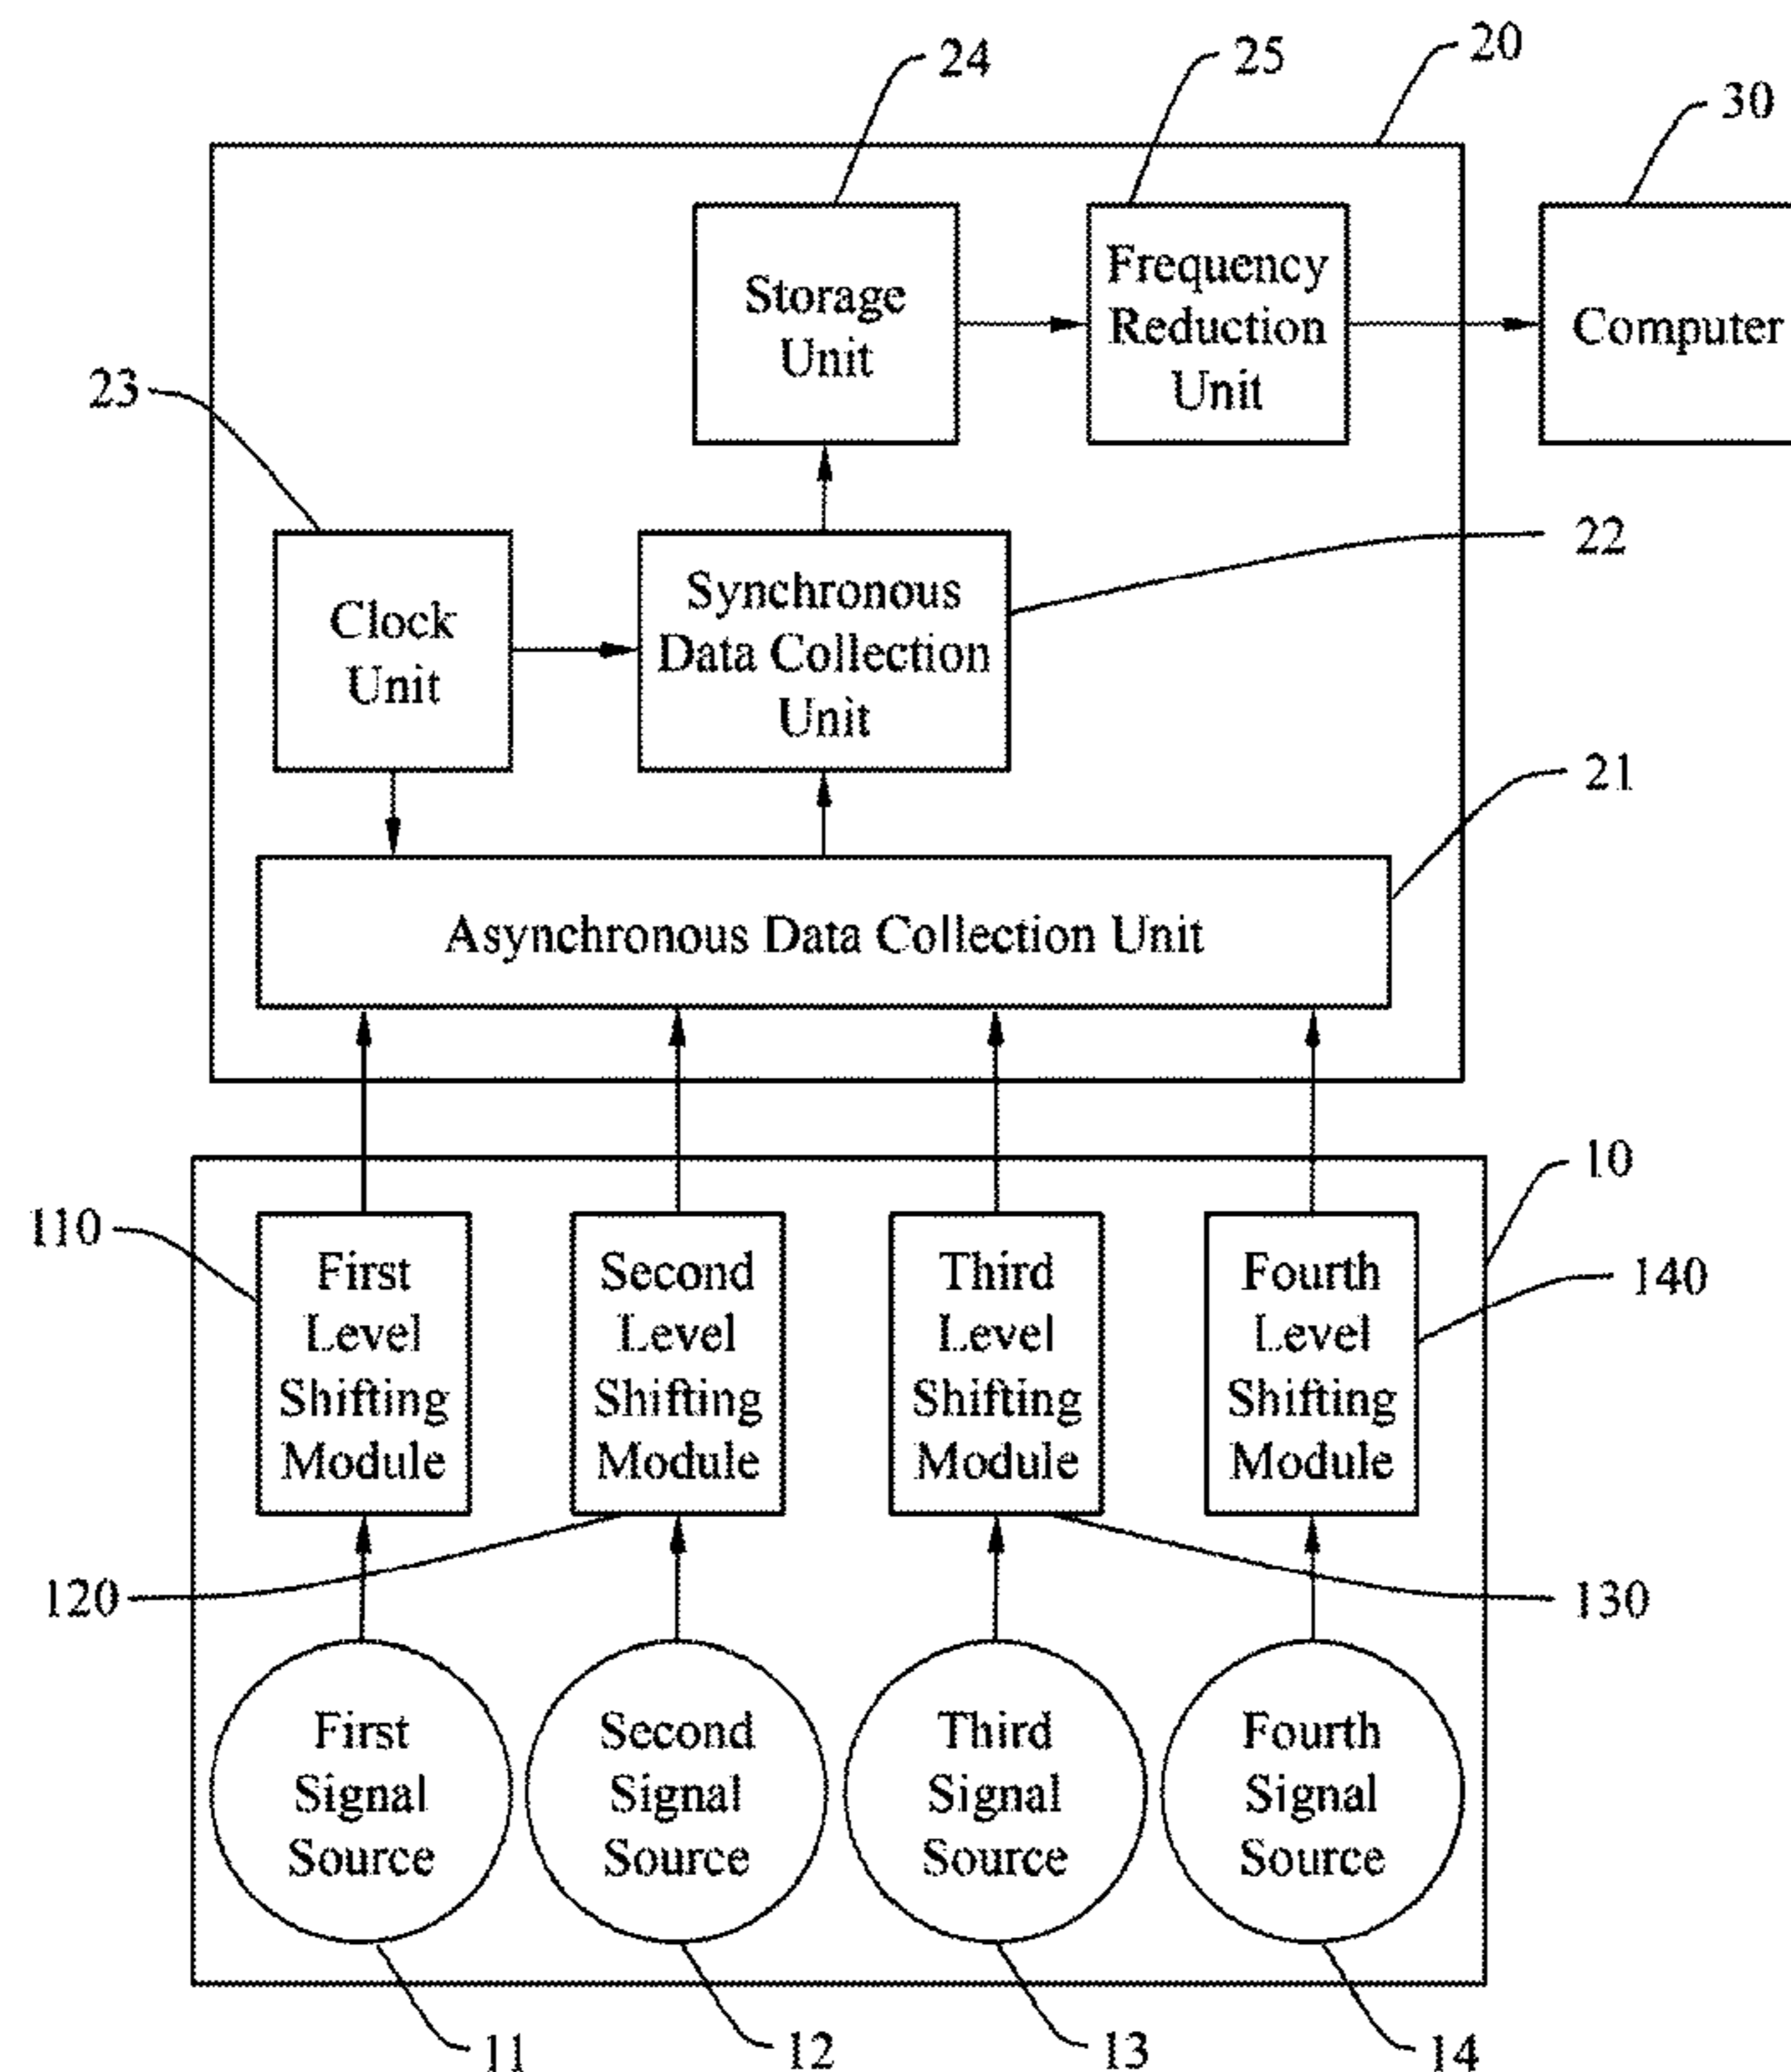 24
25
20
30
Storage
Unit
Frequency
Reduction
Unit
Computer
23
22
Clock
Unit
Synchronous
Data Collection
Unit
21
Asynchronous Data Collection Unit
10
110
First
Level
Shifting
Module
Second
Level
Shifting
Module
Third
Level
Shifting
Module
Fourth
Level
Shifting
Module
140
120
130
First
Signal
Source
Second
Signal
Source
Third
Signal
Source
Fourth
Signal
Source
11
12
13
14